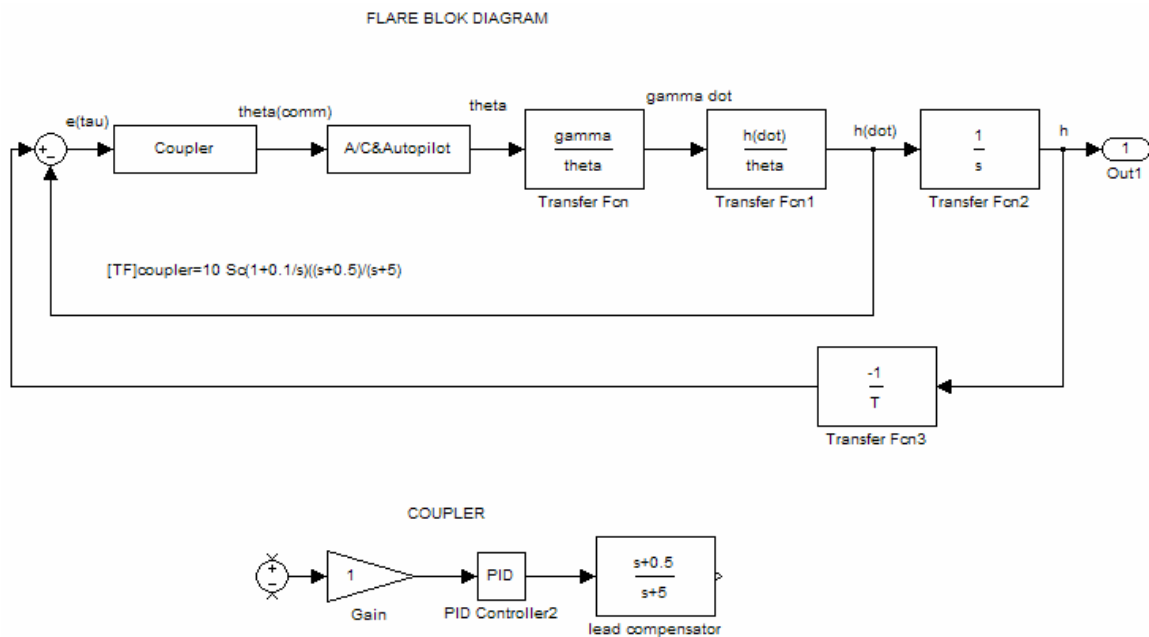 FLARE BLOK DIAGRAM
e(tau)
theta(comm)
theta
gamma dot
h(dot)
h
+
−
Coupler
A/C&Autopilot
gamma
theta
h(dot)
theta
1
s
1
Transfer Fcn
Transfer Fcn1
Transfer Fcn2
Out1
[TF]coupler=10 Sc(1+0.1/s)((s+0.5)/(s+5)
-1
T
Transfer Fcn3
COUPLER
+
−
1
PID
s+0.5
s+5
Gain
PID Controller2
lead compensator